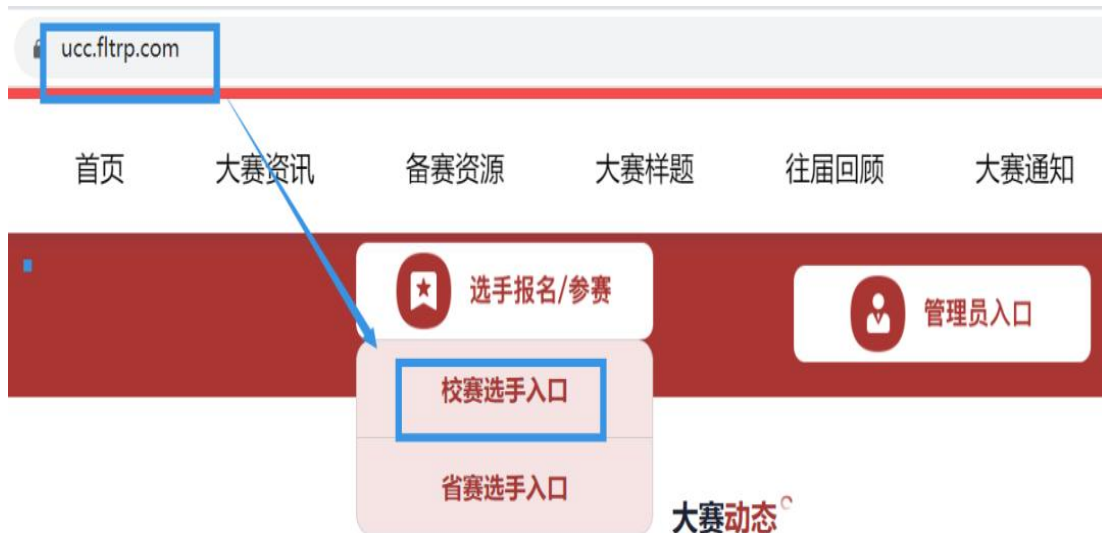 ucc.fltrp.com
首页 大赛资讯 备赛资源 大赛样题 往届回顾 大赛通知
选手报名/参赛
管理员入口
校赛选手入口
省赛选手入口
大赛动态